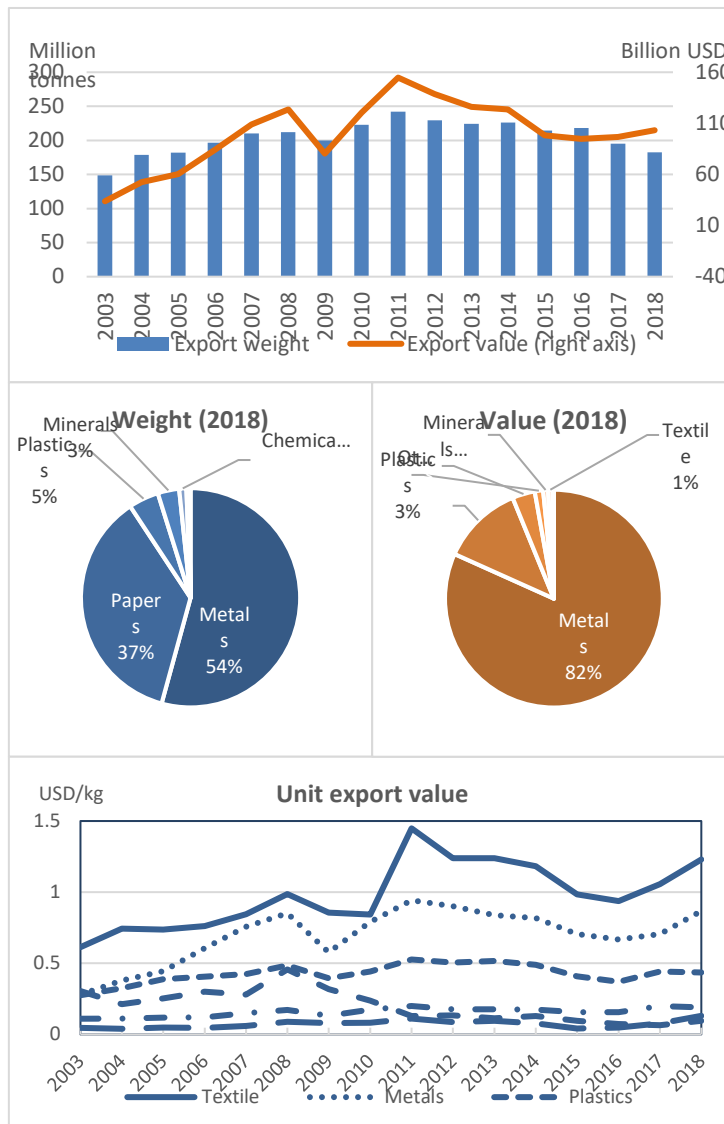 Million
tonnes
Billion USD
300
250
200
150
100
50
0
160
110
60
10
-40
2003
2004
2005
2006
2007
2008
2009
2010
2011
2012
2013
2014
2015
2016
2017
2018
Export weight
Export value (right axis)
Weight (2018)
Minerals
3%
Plastic
s
5%
Chemica...
Paper
s
37%
Metal
s
54%
Value (2018)
Minera
ls...
Ot...
Plastic
s
3%
Textil
e
1%
Metal
s
82%
USD/kg
Unit export value
1.5
1
0.5
0
2003
2004
2005
2006
2007
2008
2009
2010
2011
2012
2013
2014
2015
2016
2017
2018
Textile
Metals
Plastics